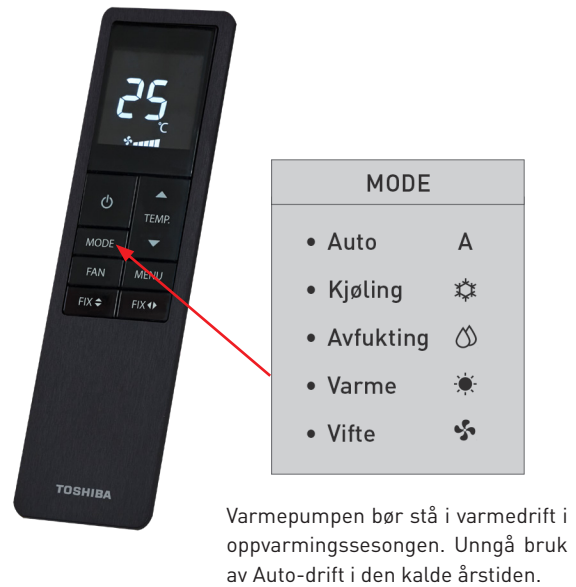 25
°C
TEMP.
MODE
FAN MENU
FIX FIX
TOSHIBA
MODE
• Auto A
• Kjøling
• Avfukting
• Varme
• Vifte
Varmepumpen bør stå i varmedrift i
oppvarmingssesongen. Unngå bruk
av Auto-drift i den kalde årstiden.